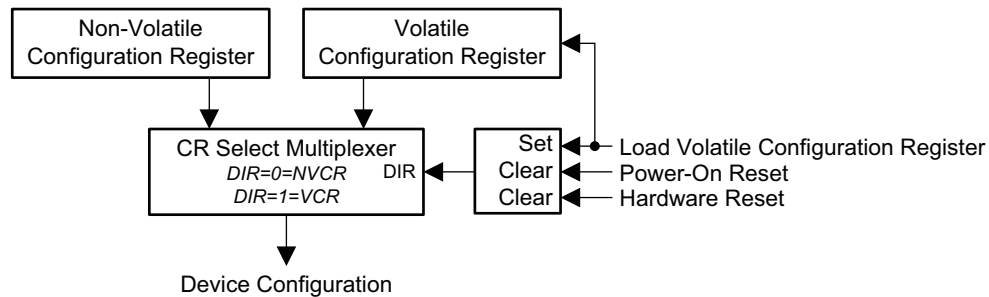 Non-Volatile
Configuration Register
Volatile
Configuration Register
CR Select Multiplexer
DIR=0=NVCR
DIR=1=VCR
DIR
Set
Clear
Clear
Load Volatile Configuration Register
Power-On Reset
Hardware Reset
Device Configuration